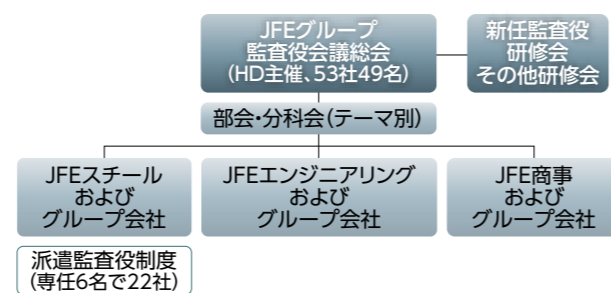 JFEグループ
監査役会議総会
(HD主催、53社49名)
新任監査役
研修会
その他研修会
部会・分科会(テーマ別)
JFEスチール
および
グループ会社
JFEエンジニアリング
および
グループ会社
JFE商事
および
グループ会社
派遣監査役制度
(専任6名で22社)